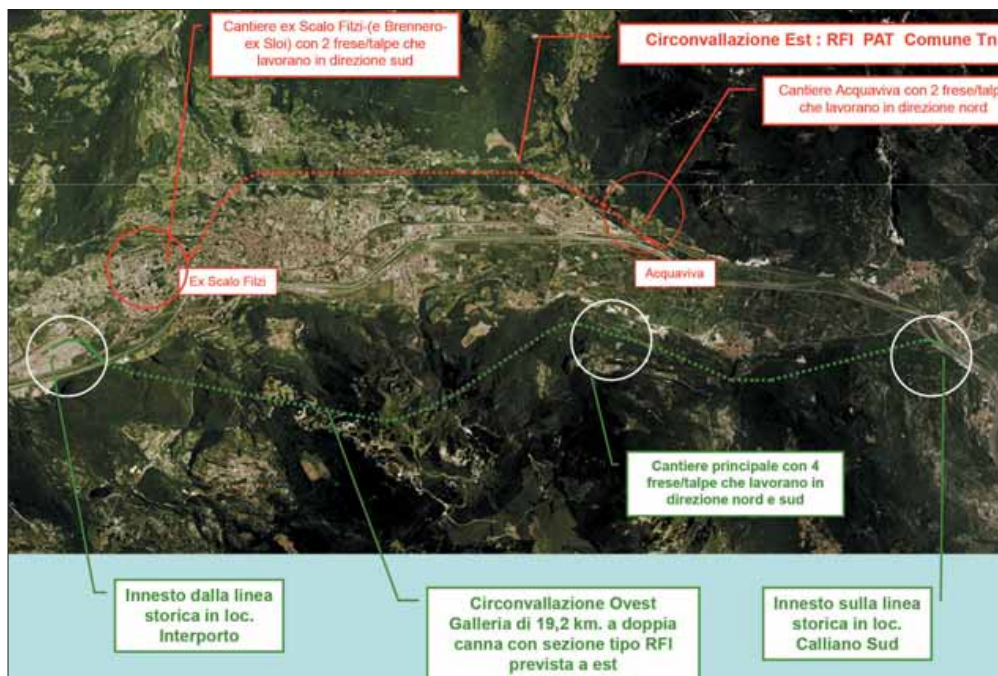 Cantiere ex Scalo Filzi-(e Brennero-
ex Sloi) con 2 frese/talpe che
lavorano in direzione sud
Circonvallazione Est : RFI PAT Comune Tn
Cantiere Acquaviva con 2 frese/talp
che lavorano in direzione nord
Ex Scalo Filzi
Acquaviva
Cantiere principale con 4
frese/talpe che lavorano in
direzione nord e sud
Innesto dalla linea
storica in loc.
Interporto
Circonvallazione Ovest
Galleria di 19,2 km. a doppia
canna con sezione tipo RFI
prevista a est
Innesto sulla linea
storica in loc.
Calliano Sud